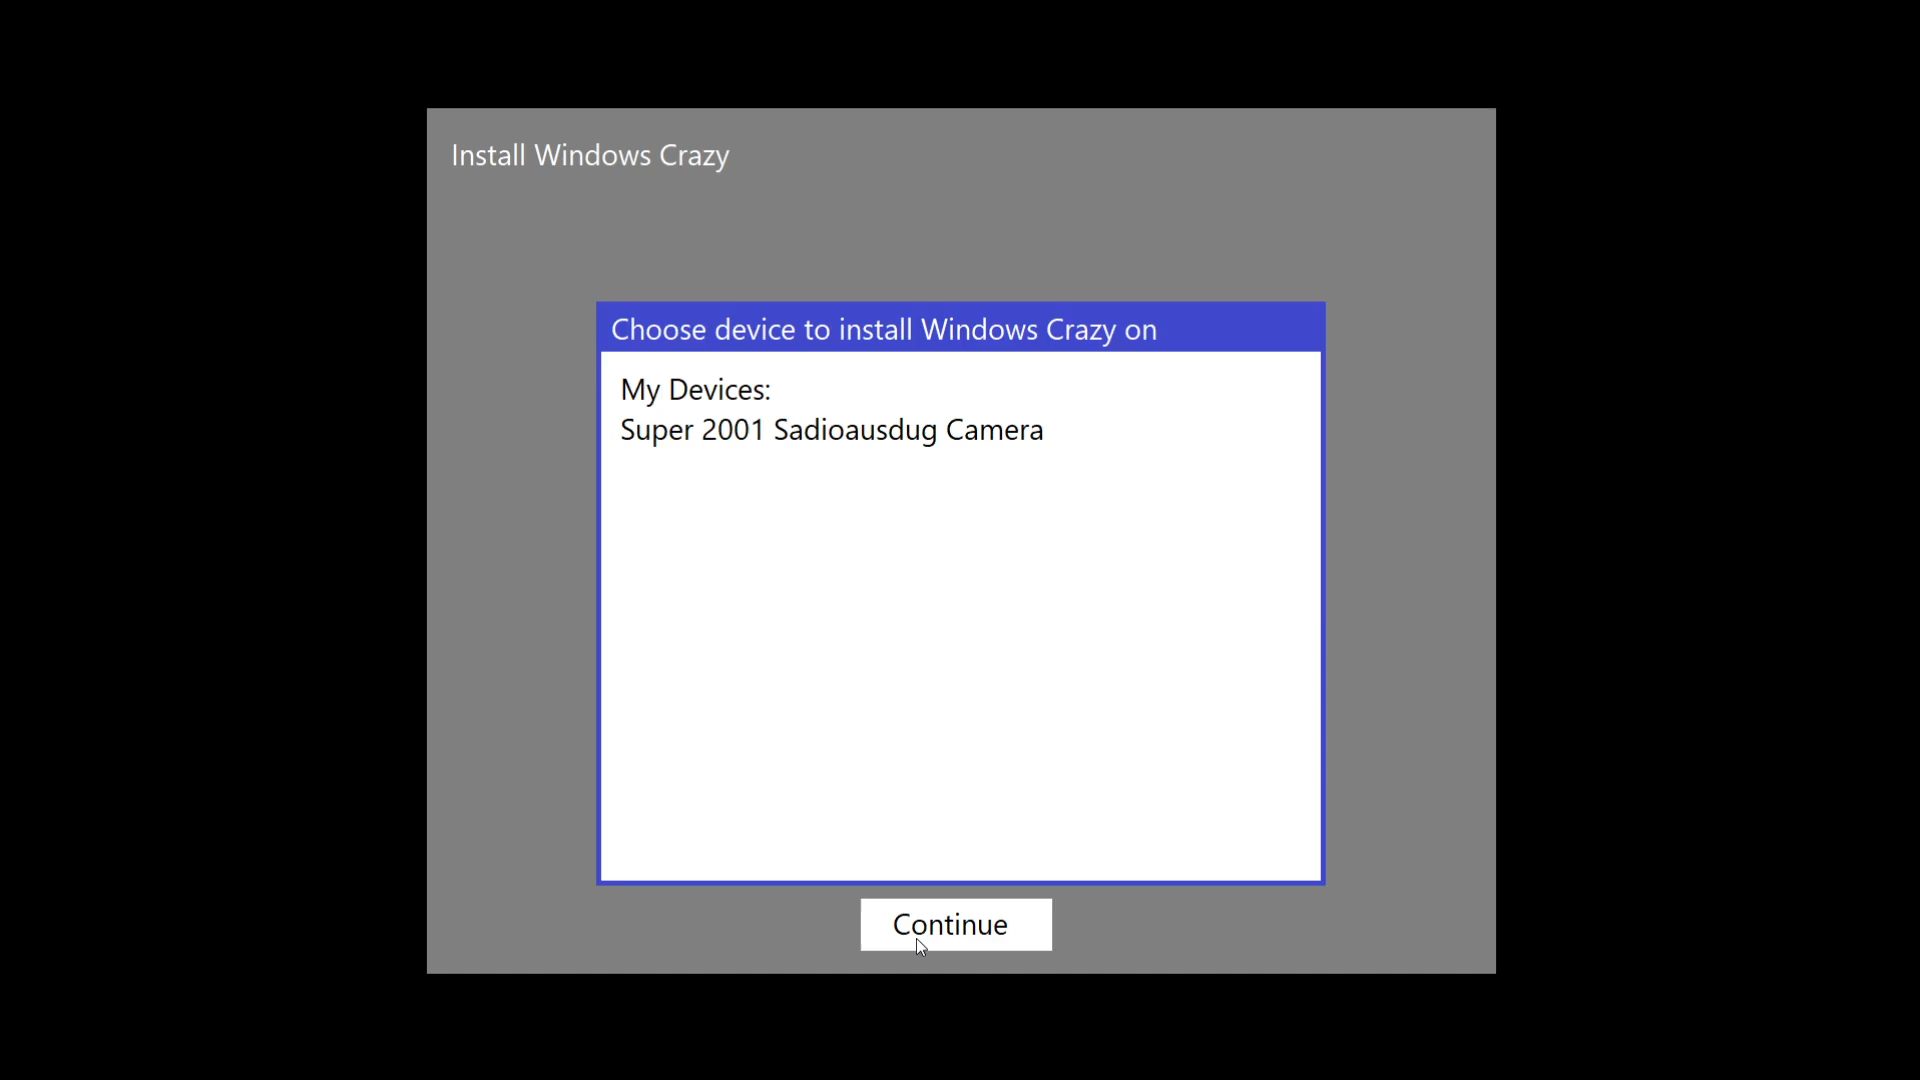 Install Windows Crazy
Choose device to install Windows Crazy on
My Devices:
Super 2001 Sadioausdug Camera
Continue